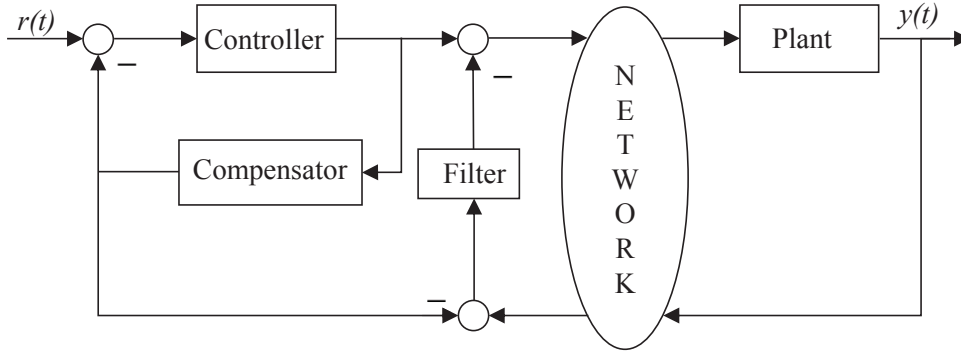 r(t)
Controller
Compensator
Filter
N
E
T
W
O
R
K
Plant
y(t)
−
−
−